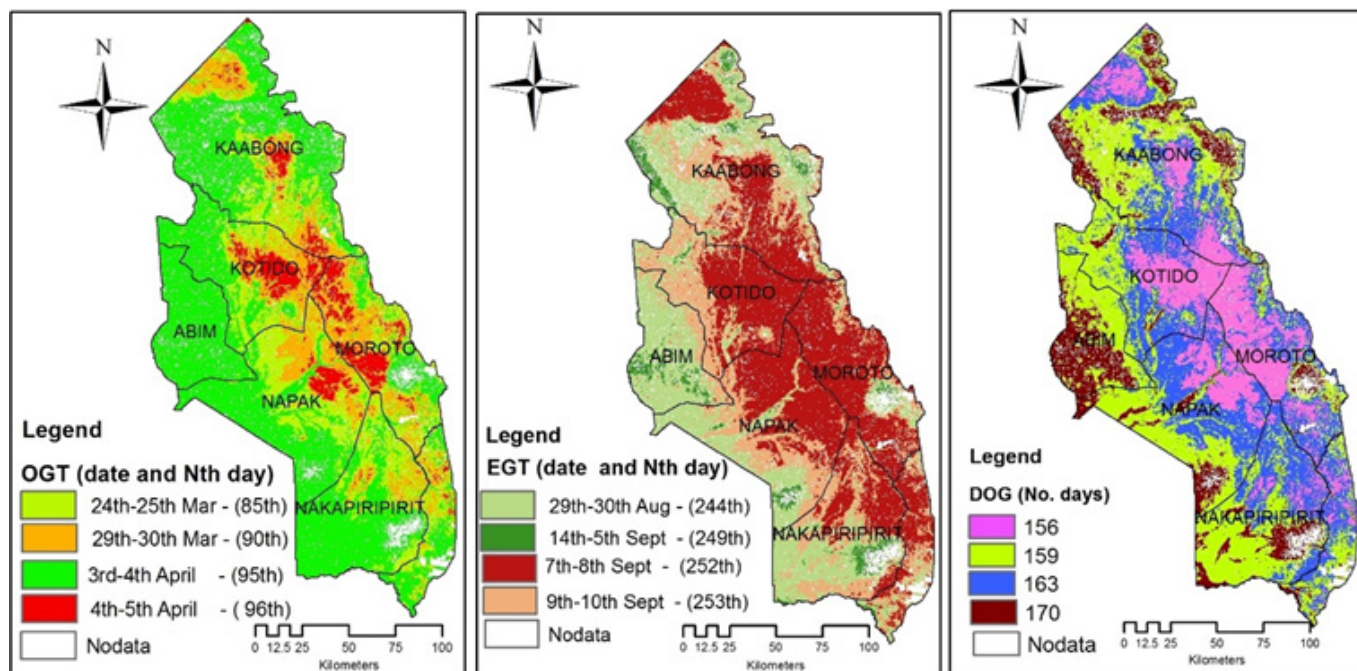 N
KAABONG
KOTIDO
ABIM
MOROTO
NAPAK
NAKAPIRIPIRIT
Legend
OGT (date and Nth day)
24th-25th Mar - (85th)
29th-30th Mar - (90th)
3rd-4th April - (95th)
4th-5th April - ( 96th)
Nodata
0 12.5 25 50 75 100
Kilometers
N
KAABONG
KOTIDO
ABIM
MOROTO
NAPAK
NAKAPIRIPIRIT
Legend
EGT (date and Nth day)
29th-30th Aug - (244th)
14th-5th Sept - (249th)
7th-8th Sept - (252th)
9th-10th Sept - (253th)
Nodata
0 12.5 25 50 75 100
Kilometers
N
KAABONG
KOTIDO
ABIM
MOROTO
NAPAK
NAKAPIRIPIRIT
Legend
DOG (No. days)
156
159
163
170
Nodata
0 12.5 25 50 75 100
Kilometers